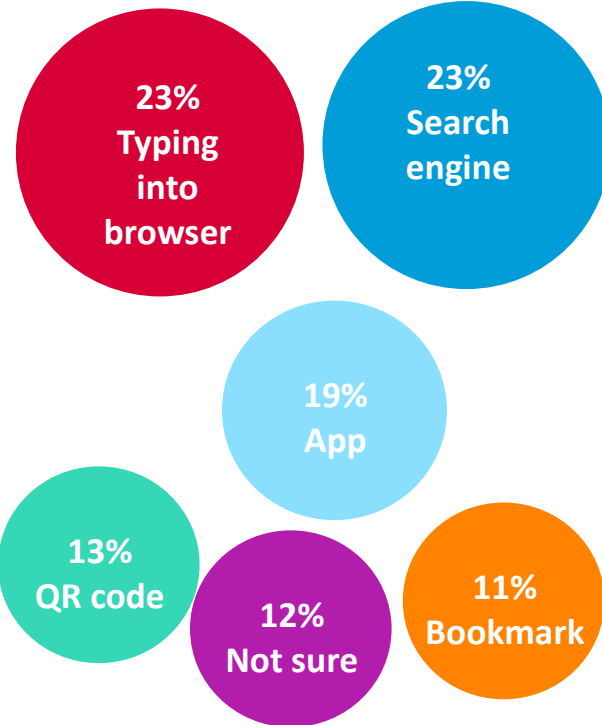 23%
Typing
into
browser
23%
Search
engine
19%
App
13%
QR code
12%
Not sure
11%
Bookmark